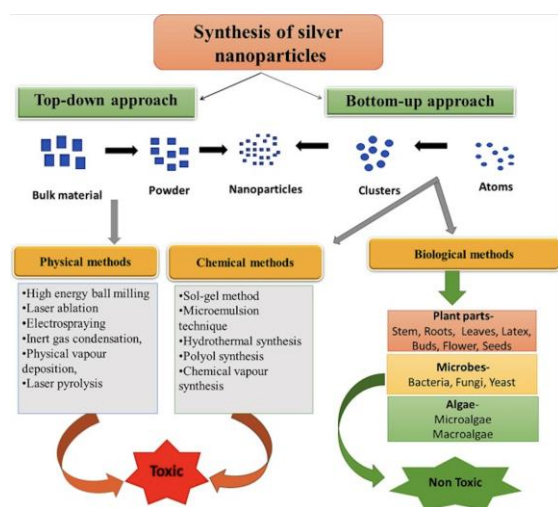 Synthesis of silver
nanoparticles
Top-down approach
Bottom-up approach
Bulk material
Powder
Nanoparticles
Clusters
Atoms
Physical methods
•High energy ball milling
•Laser ablation
•Electrospraying
•Inert gas condensation,
•Physical vapour
deposition,
•Laser pyrolysis
Chemical methods
•Sol-gel method
•Microemulsion
technique
•Hydrothermal synthesis
•Polyol synthesis
•Chemical vapour
synthesis
Biological methods
Plant parts-
Stem, Roots, Leaves, Latex,
Buds, Flower, Seeds
Microbes-
Bacteria, Fungi, Yeast
Algae-
Microalgae
Macroalgae
Toxic
Non Toxic